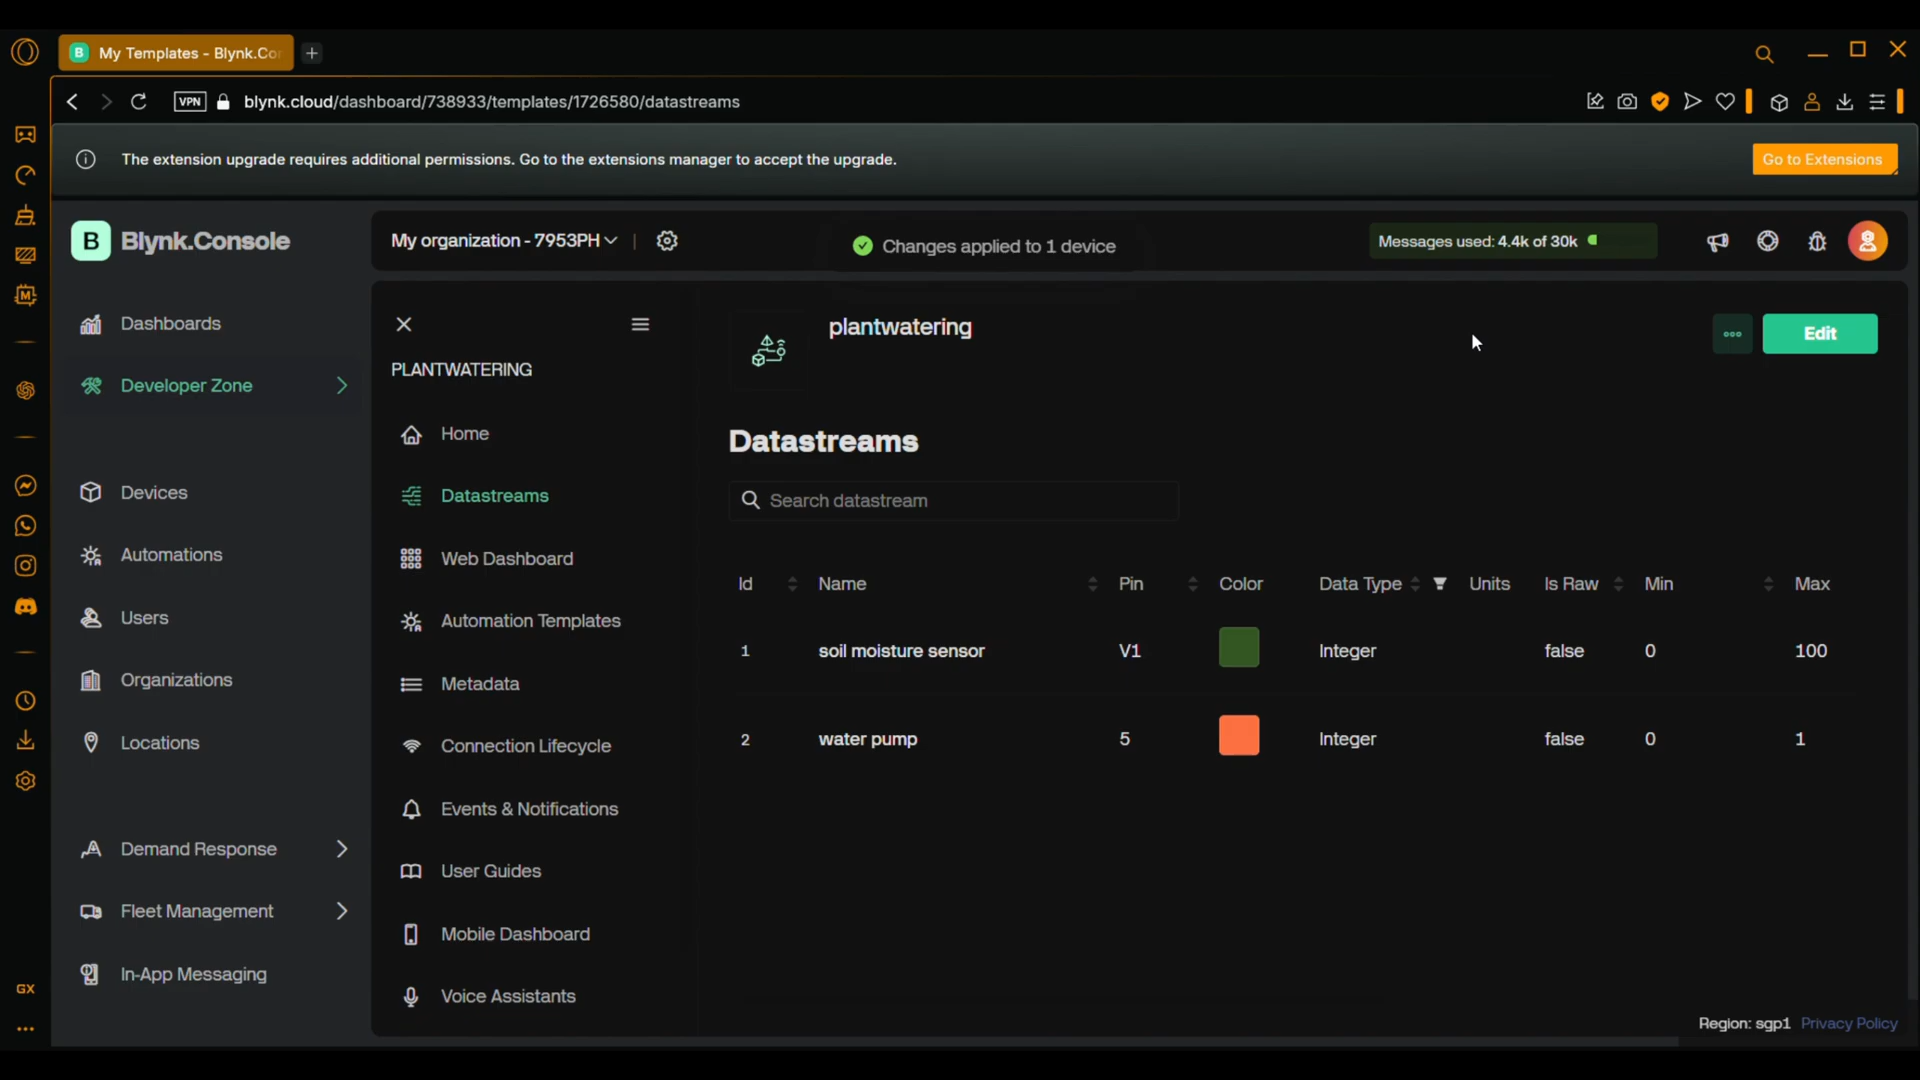 My Templates - Blynk.Co
VPN
blynk.cloud/dashboard/738933/templates/1726580/datastreams
The extension upgrade requires additional permissions. Go to the extensions manager to accept the upgrade.
Go to Extensions
B
Blynk.Console
My organization - 7953PH
Changes applied to 1 device
Messages used: 4.4k of 30k
Dashboards
Developer Zone
Devices
Automations
Users
Organizations
Locations
Demand Response
Fleet Management
In-App Messaging
GX
PLANTWATERING
Home
Datastreams
Web Dashboard
Automation Templates
Metadata
Connection Lifecycle
Events & Notifications
User Guides
Mobile Dashboard
Voice Assistants
plantwatering
Edit
Datastreams
Search datastream
Id Name Pin Color Data Type Units Is Raw Min Max
1 soil moisture sensor V1 Integer false 0 100
2 water pump 5 Integer false 0 1
Region: sgp1 Privacy Policy